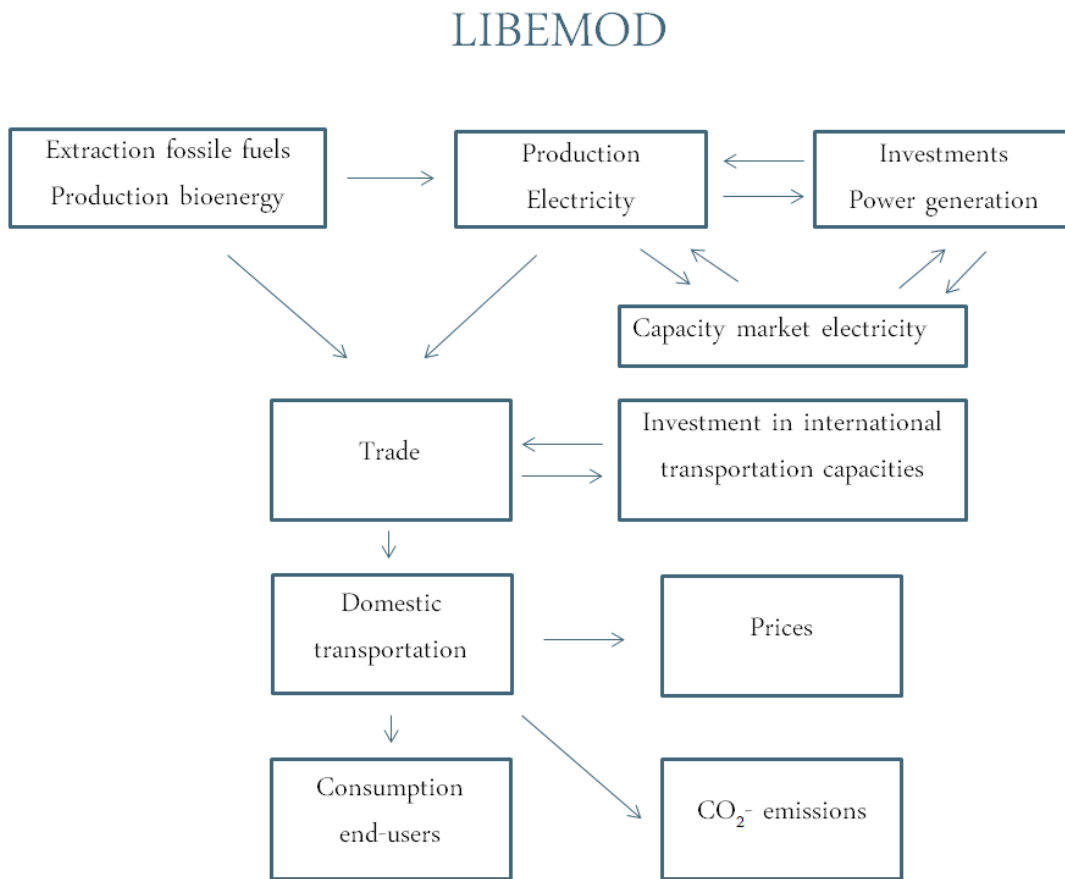 LIBEMOD
Extraction fossile fuels
Production bioenergy
Production
Electricity
Investments
Power generation
Capacity market electricity
Trade
Investment in international
transportation capacities
Domestic
transportation
Prices
Consumption
end-users
CO₂- emissions